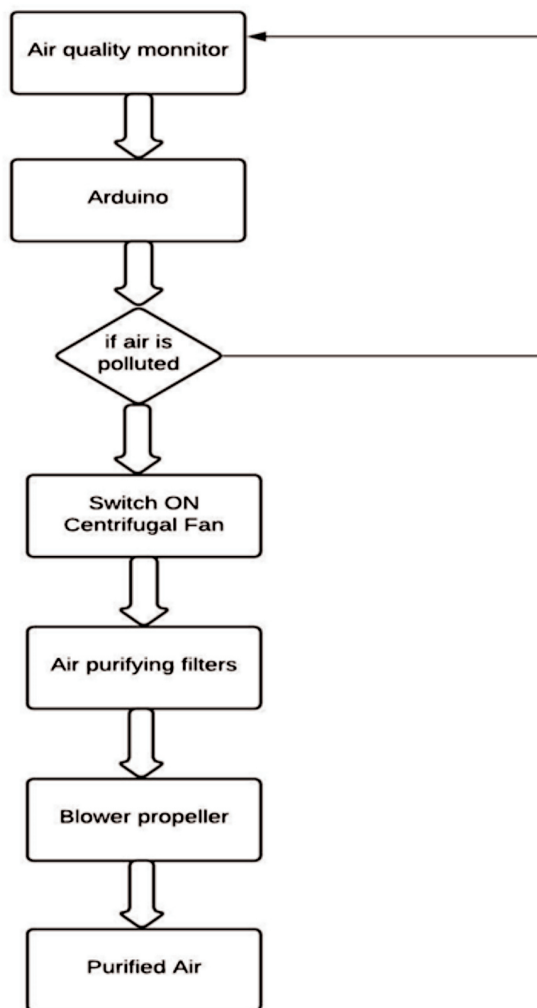 Air quality monnitor
Arduino
if air is
polluted
Switch ON
Centrifugal Fan
Air purifying filters
Blower propeller
Purified Air